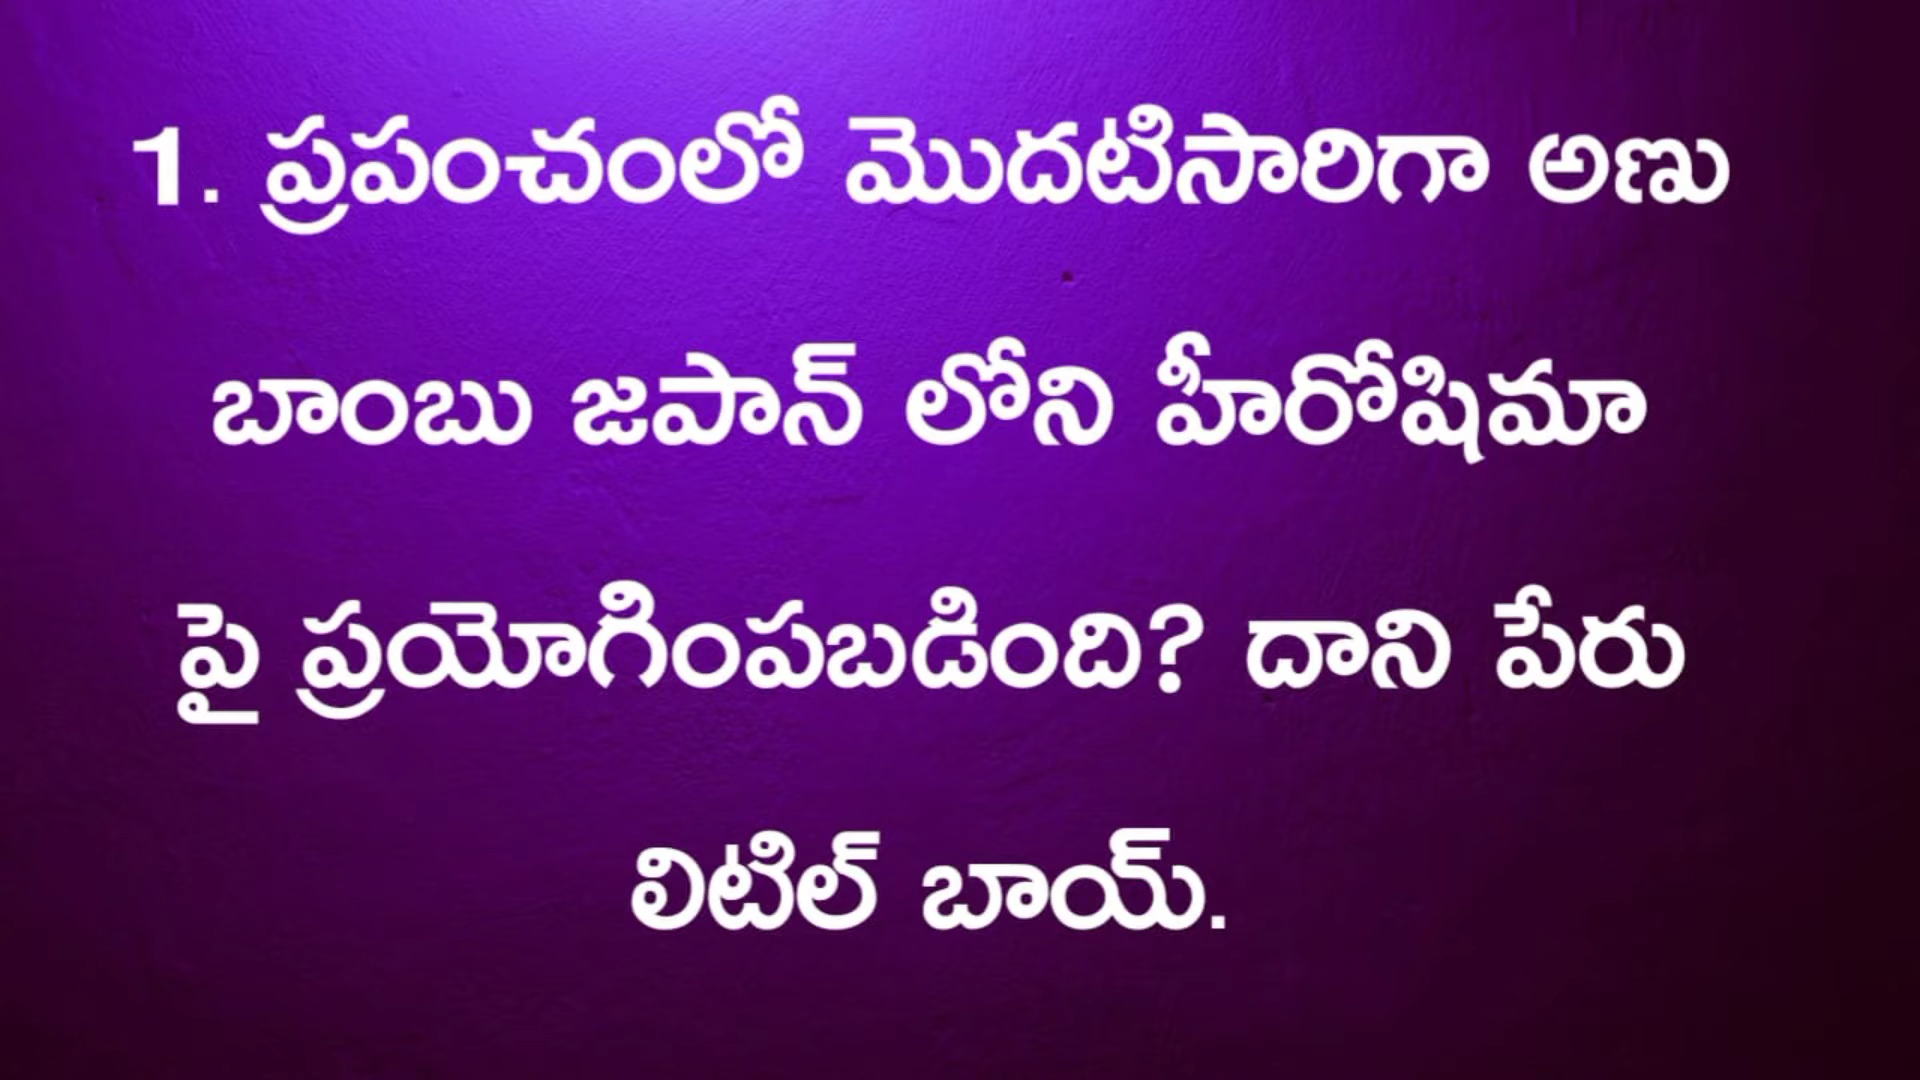 1. ప్రపంచంలో మొదటిసారిగా అణు
బాంబు జపాన్ లోని హీరోషిమా
పై ప్రయోగింపబడింది? దాని పేరు
లిటిల్ బాయ్.